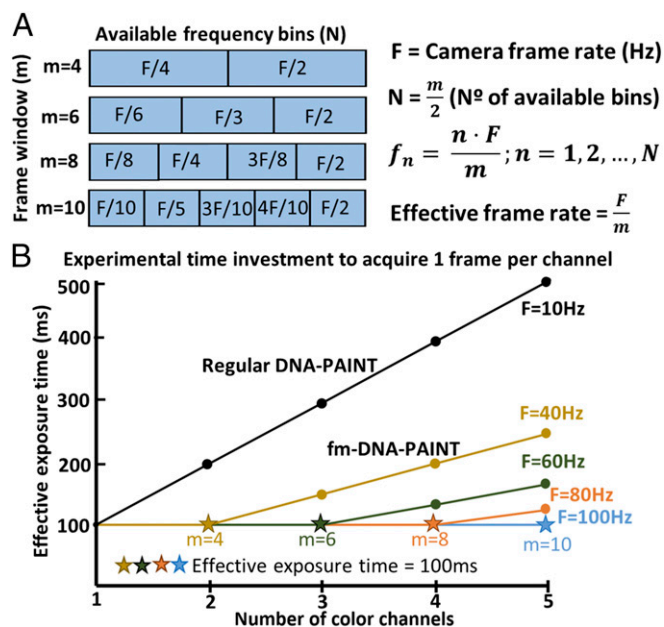 A
Available frequency bins (N)
Frame window (m)
m=4
F/4
F/2
m=6
F/6
F/3
F/2
m=8
F/8
F/4
3F/8
F/2
m=10
F/10
F/5
3F/10
4F/10
F/2
F = Camera frame rate (Hz)
N = m/2 (Nº of available bins)
fₙ = n · F / m ; n = 1, 2, ..., N
Effective frame rate = F/m
B
Experimental time investment to acquire 1 frame per channel
Effective exposure time (ms)
500
400
300
200
100
Regular DNA-PAINT
F=10Hz
fm-DNA-PAINT
F=40Hz
F=60Hz
F=80Hz
F=100Hz
m=4
m=6
m=8
m=10
Effective exposure time = 100ms
1
2
3
4
5
Number of color channels